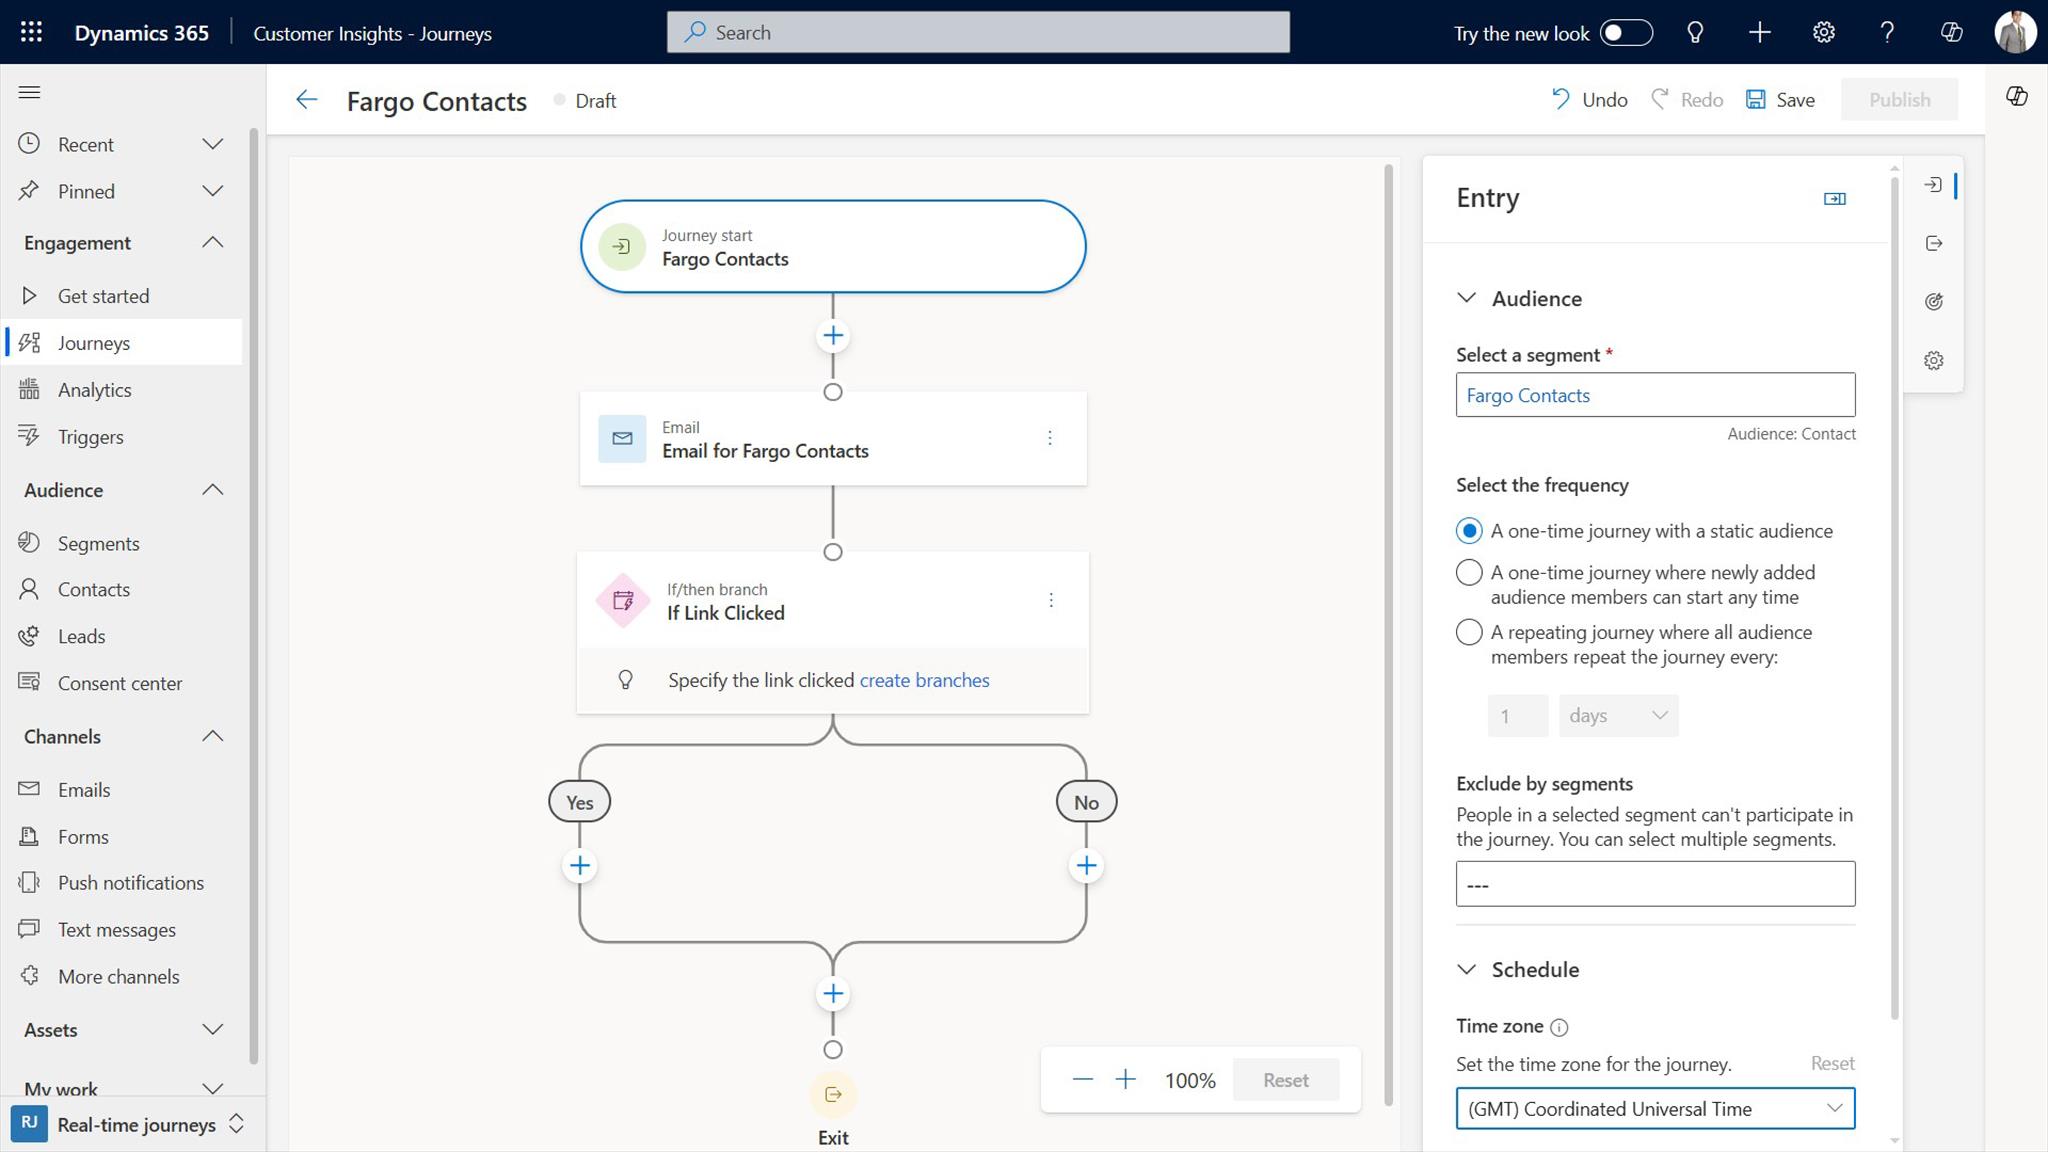 Dynamics 365
Customer Insights - Journeys
Search
Try the new look
Fargo Contacts
Draft
Undo
Redo
Save
Publish
Recent
Pinned
Engagement
Get started
Journeys
Analytics
Triggers
Audience
Segments
Contacts
Leads
Consent center
Channels
Emails
Forms
Push notifications
Text messages
More channels
Assets
My work
RJ
Real-time journeys
Journey start
Fargo Contacts
Email
Email for Fargo Contacts
If/then branch
If Link Clicked
Specify the link clicked create branches
Yes
No
Exit
100%
Reset
Entry
Audience
Select a segment *
Fargo Contacts
Audience: Contact
Select the frequency
A one-time journey with a static audience
A one-time journey where newly added
audience members can start any time
A repeating journey where all audience
members repeat the journey every:
1
days
Exclude by segments
People in a selected segment can't participate in
the journey. You can select multiple segments.
---
Schedule
Time zone
Set the time zone for the journey.
Reset
(GMT) Coordinated Universal Time